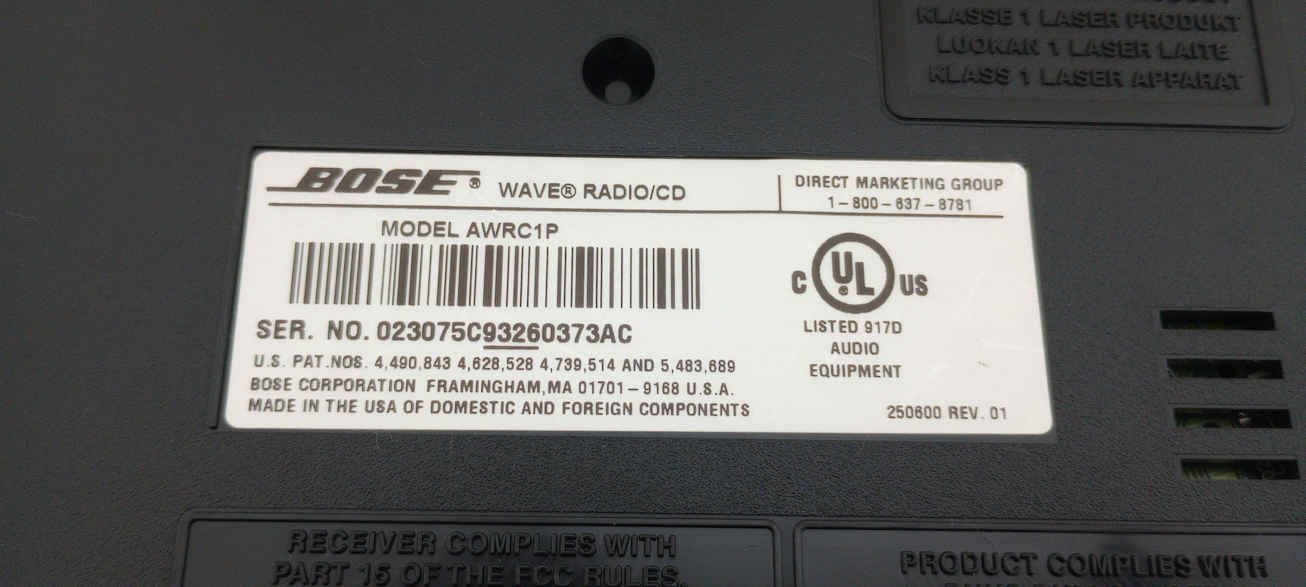 KLASSE 1 LASER PRODUKT
LUOKAN 1 LASER LAITE
KLASS 1 LASER APPARAT
BOSE® WAVE® RADIO/CD
DIRECT MARKETING GROUP
1-800-637-8781
MODEL AWRC1P
SER. NO. 023075C93260373AC
U.S. PAT.NOS. 4,490,843 4,628,528 4,739,514 AND 5,483,689
BOSE CORPORATION FRAMINGHAM,MA 01701-9168 U.S.A.
MADE IN THE USA OF DOMESTIC AND FOREIGN COMPONENTS
C UL® US
LISTED 917D
AUDIO
EQUIPMENT
250600 REV. 01
RECEIVER COMPLIES WITH
PART 15 OF THE FCC RULES.
PRODUCT COMPLIES WITH